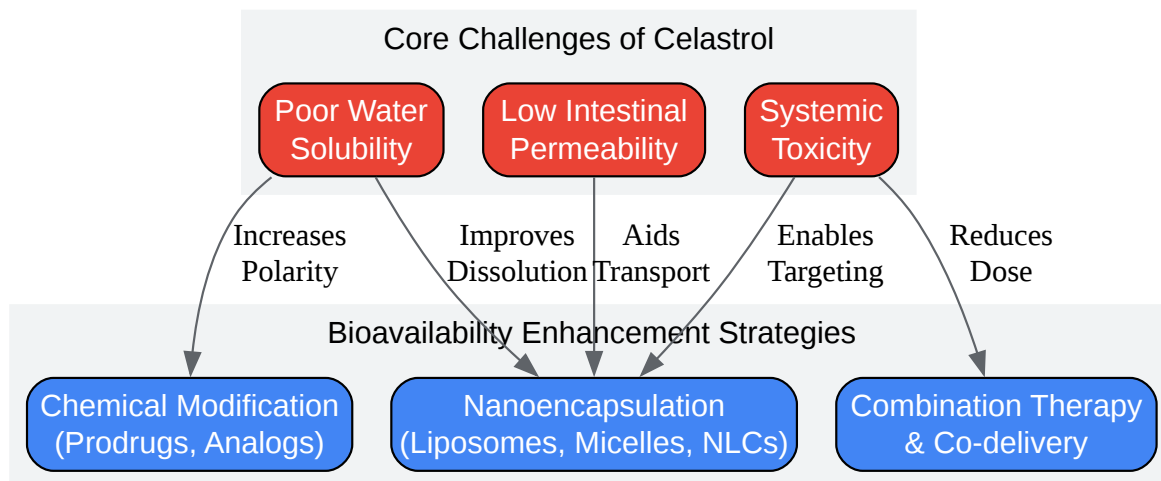 Core Challenges of Celastrol
Poor Water
Solubility
Low Intestinal
Permeability
Systemic
Toxicity
Increases
Polarity
Improves
Dissolution
Aids
Transport
Enables
Targeting
Reduces
Dose
Bioavailability Enhancement Strategies
Chemical Modification
(Prodrugs, Analogs)
Nanoencapsulation
(Liposomes, Micelles, NLCs)
Combination Therapy
& Co-delivery